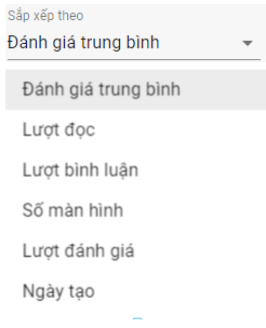 Sắp xếp theo
Đánh giá trung bình
Đánh giá trung bình
Lượt đọc
Lượt bình luận
Số màn hình
Lượt đánh giá
Ngày tạo